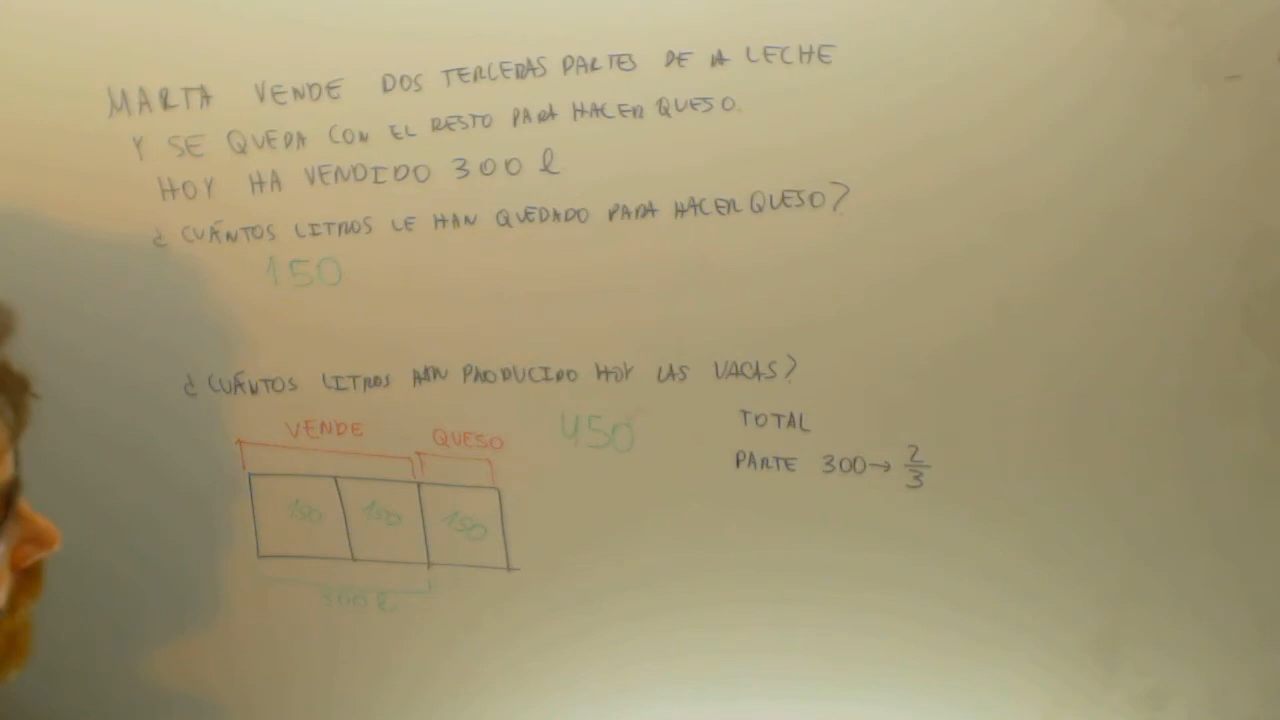 MARTA VENDE DOS TERCERAS PARTES DE LA LECHE
Y SE QUEDA CON EL RESTO PARA HACER QUESO.
HOY HA VENDIDO 300 l
¿CUÁNTOS LITROS LE HAN QUEDADO PARA HACER QUESO?
150
¿CUÁNTOS LITROS HAN PRODUCIDO HOY LAS VACAS?
VENDE QUESO
450
150 150 150
300 l
TOTAL
PARTE 300→ 2/3